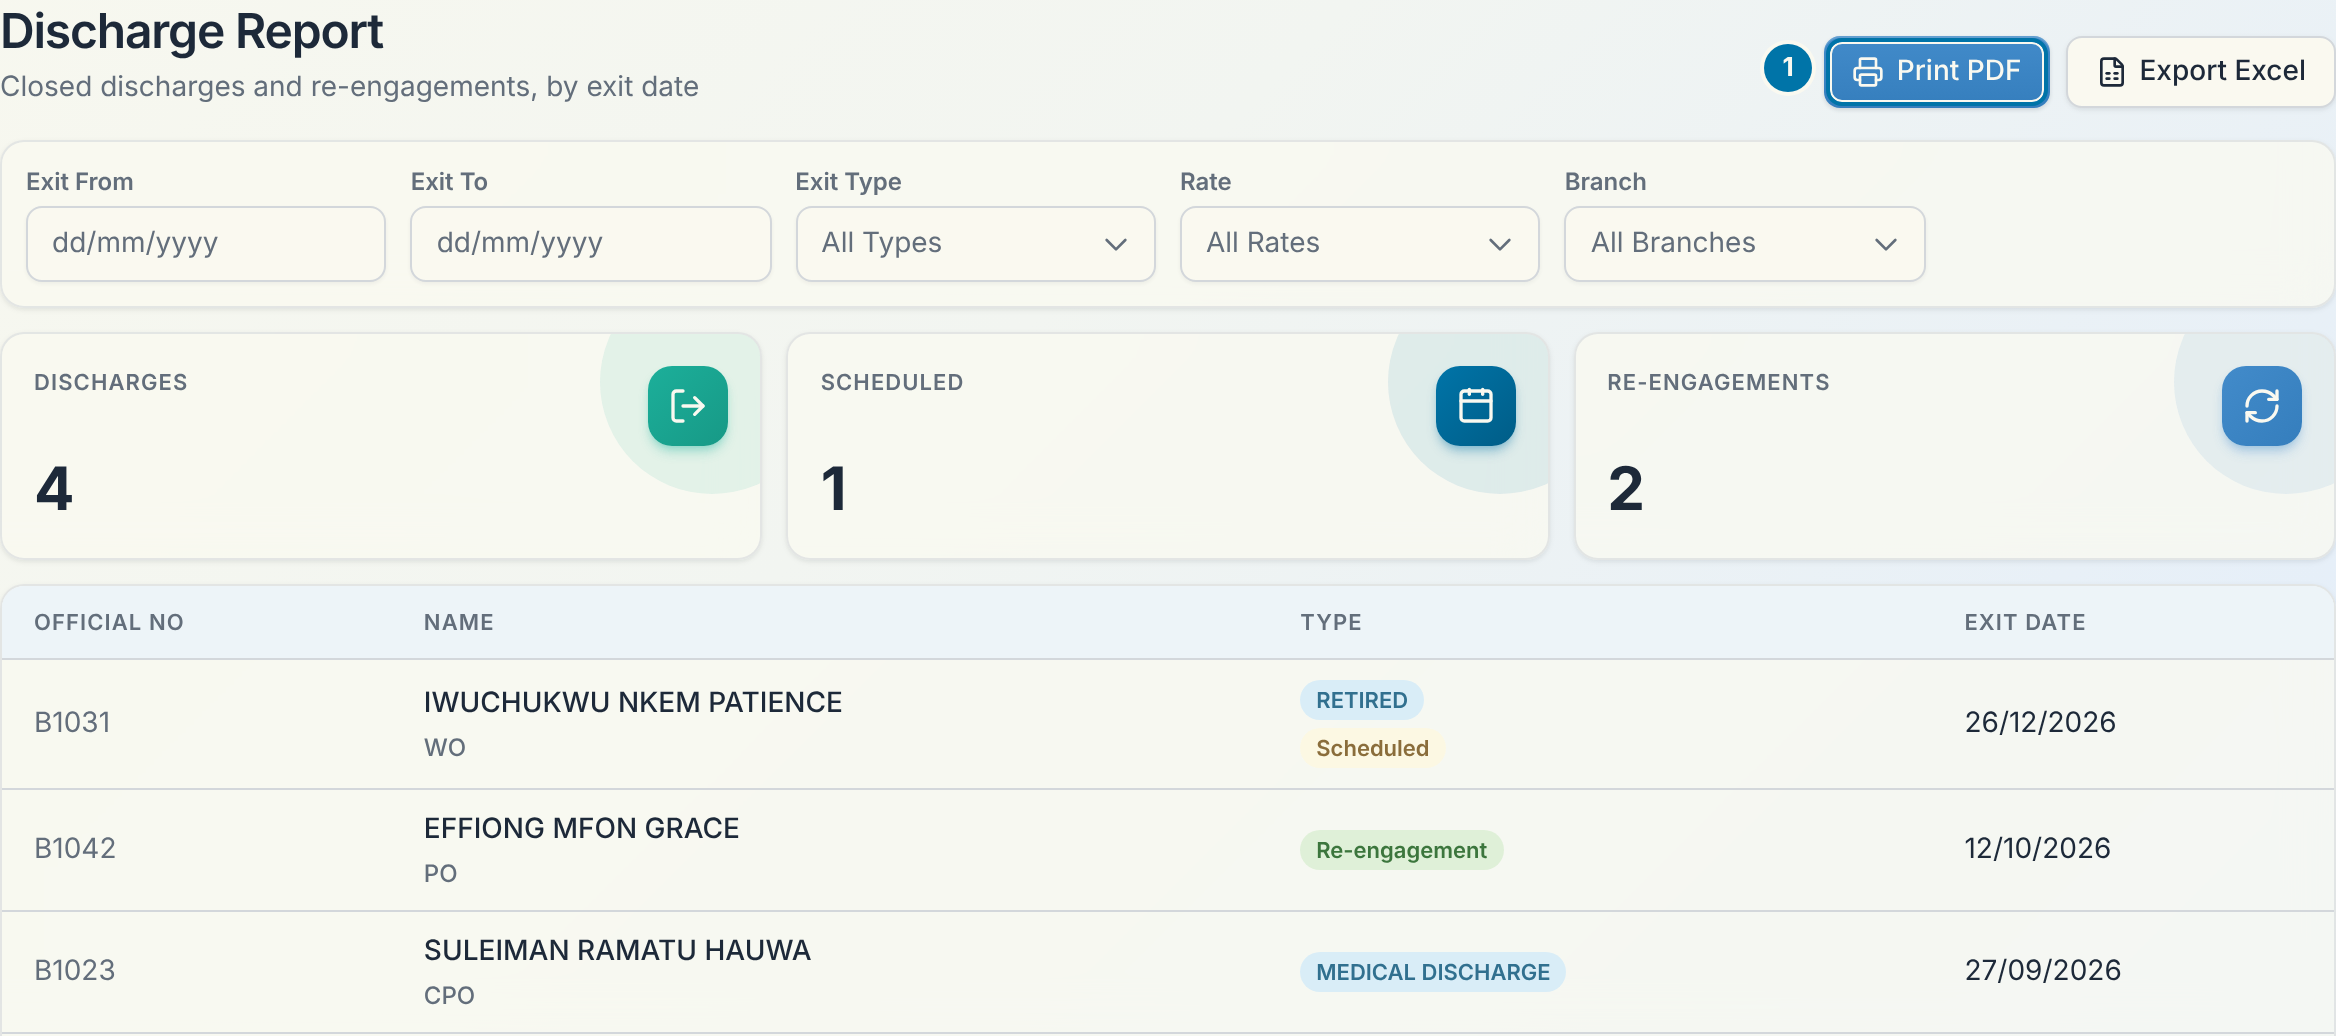 Discharge Report
Closed discharges and re-engagements, by exit date
1
Print PDF
Export Excel
Exit From
Exit To
Exit Type
Rate
Branch
dd/mm/yyyy
dd/mm/yyyy
All Types
All Rates
All Branches
DISCHARGES
4
SCHEDULED
1
RE-ENGAGEMENTS
2
OFFICIAL NO
NAME
TYPE
EXIT DATE
B1031
IWUCHUKWU NKEM PATIENCE
WO
RETIRED
Scheduled
26/12/2026
B1042
EFFIONG MFON GRACE
PO
Re-engagement
12/10/2026
B1023
SULEIMAN RAMATU HAUWA
CPO
MEDICAL DISCHARGE
27/09/2026